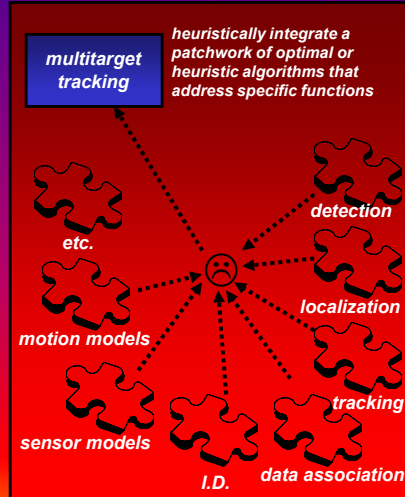 multitarget
tracking
heuristically integrate a
patchwork of optimal or
heuristic algorithms that
address specific functions
detection
etc.
localization
motion models
tracking
sensor models
data association
I.D.